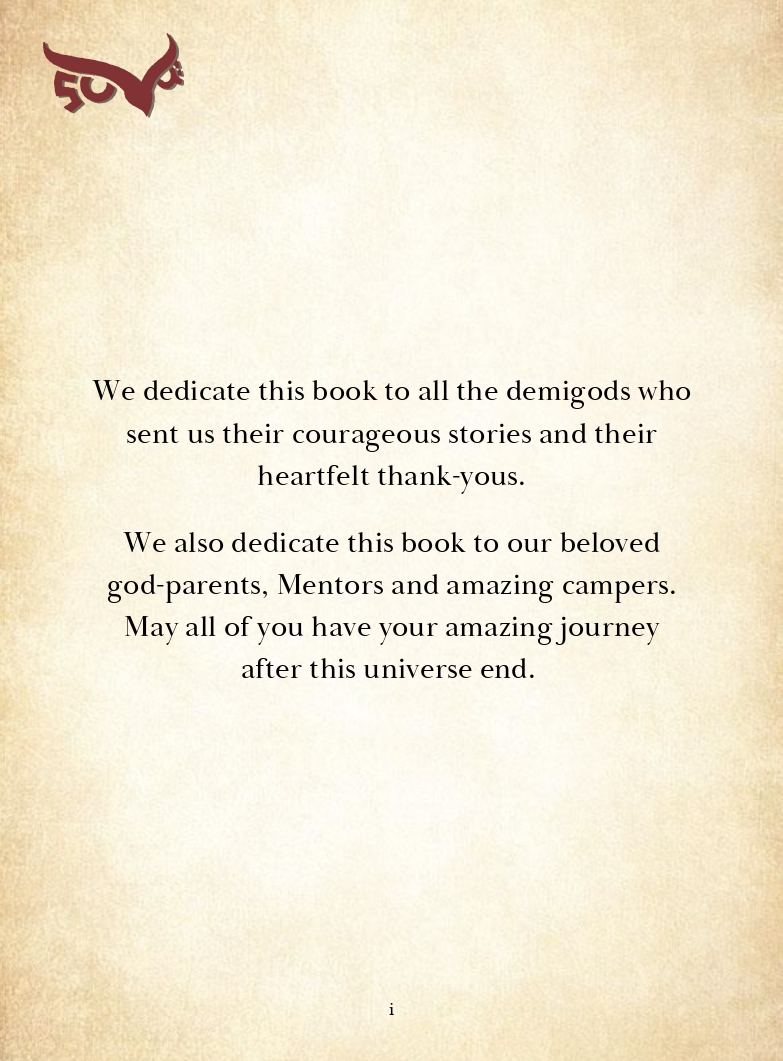 We dedicate this book to all the demigods who
sent us their courageous stories and their
heartfelt thank-yous.
We also dedicate this book to our beloved
god-parents, Mentors and amazing campers.
May all of you have your amazing journey
after this universe end.
i